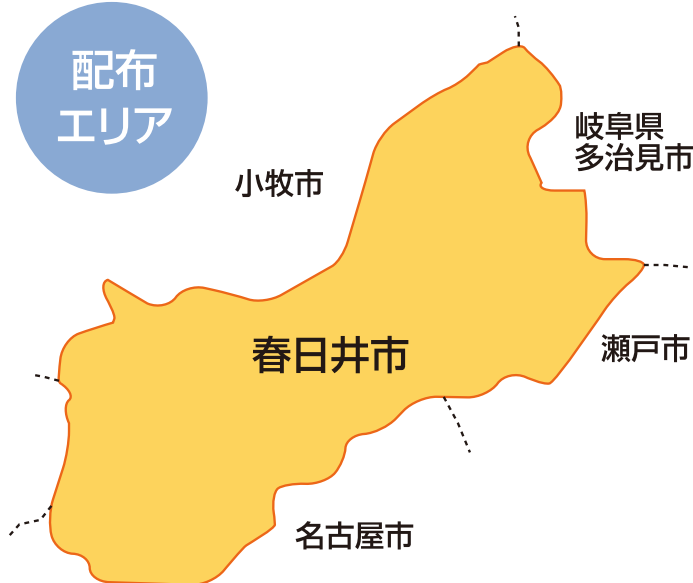 配布
エリア
岐阜県
多治見市
小牧市
春日井市
瀬戸市
名古屋市